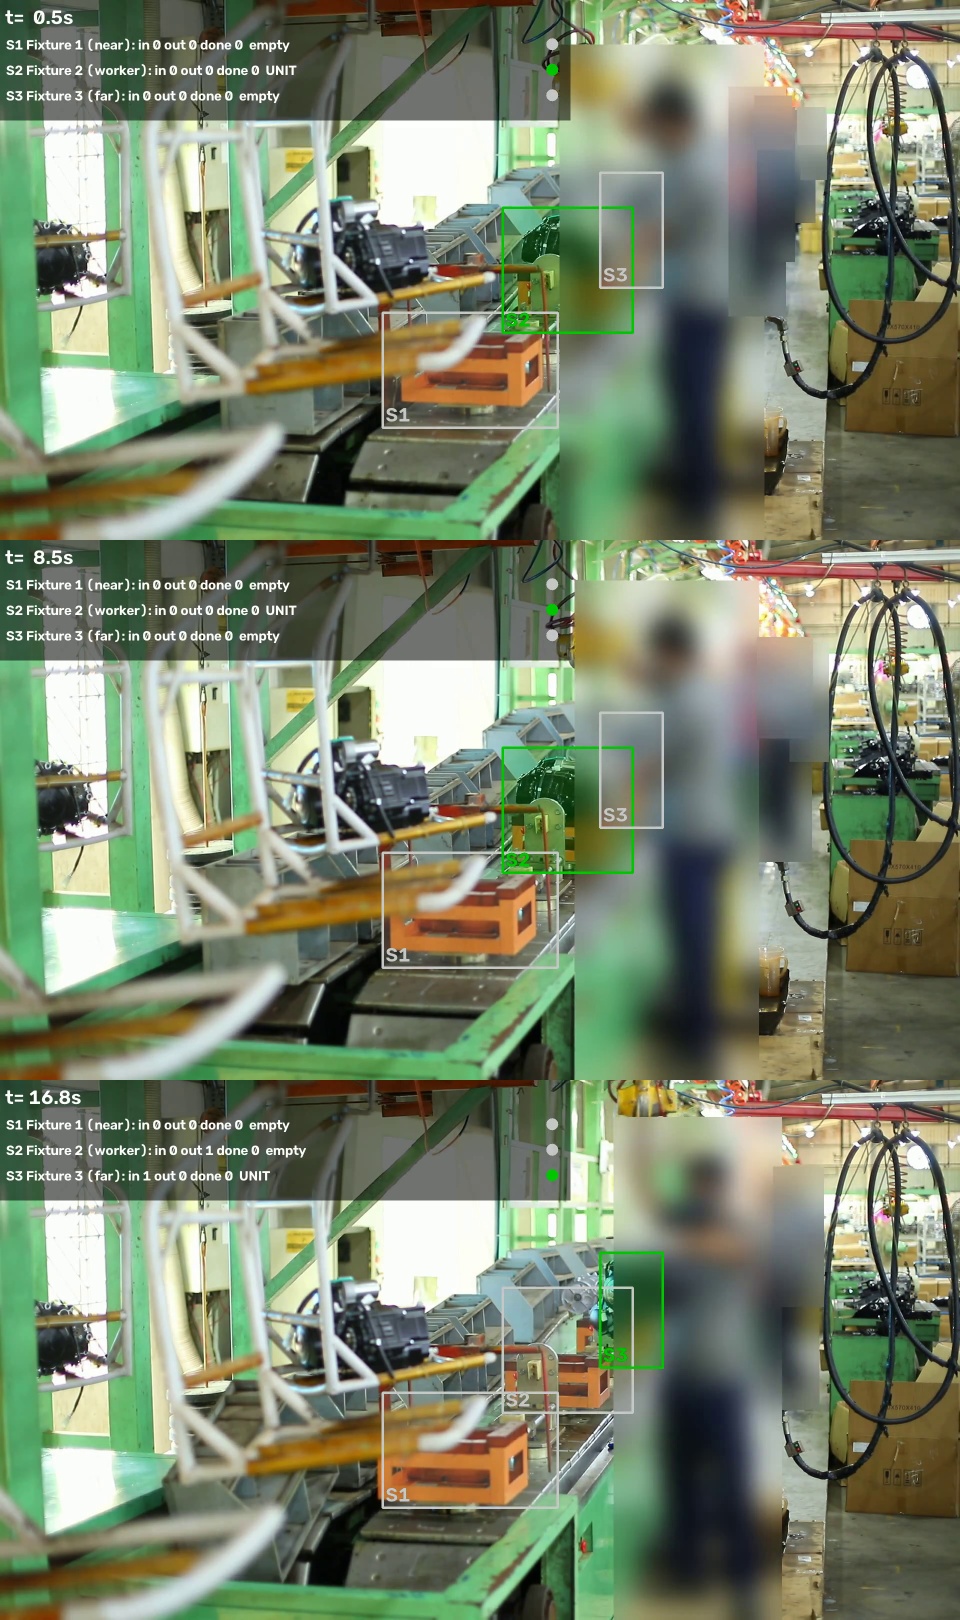 t= 0.5s
S1 Fixture 1 (near): in 0 out 0 done 0 empty
S2 Fixture 2 (worker): in 0 out 0 done 0 UNIT
S3 Fixture 3 (far): in 0 out 0 done 0 empty
S3
S2
S1
t= 8.5s
S1 Fixture 1 (near): in 0 out 0 done 0 empty
S2 Fixture 2 (worker): in 0 out 0 done 0 UNIT
S3 Fixture 3 (far): in 0 out 0 done 0 empty
S3
S2
S1
t= 16.8s
S1 Fixture 1 (near): in 0 out 0 done 0 empty
S2 Fixture 2 (worker): in 0 out 1 done 0 empty
S3 Fixture 3 (far): in 1 out 0 done 0 UNIT
S3
S2
S1